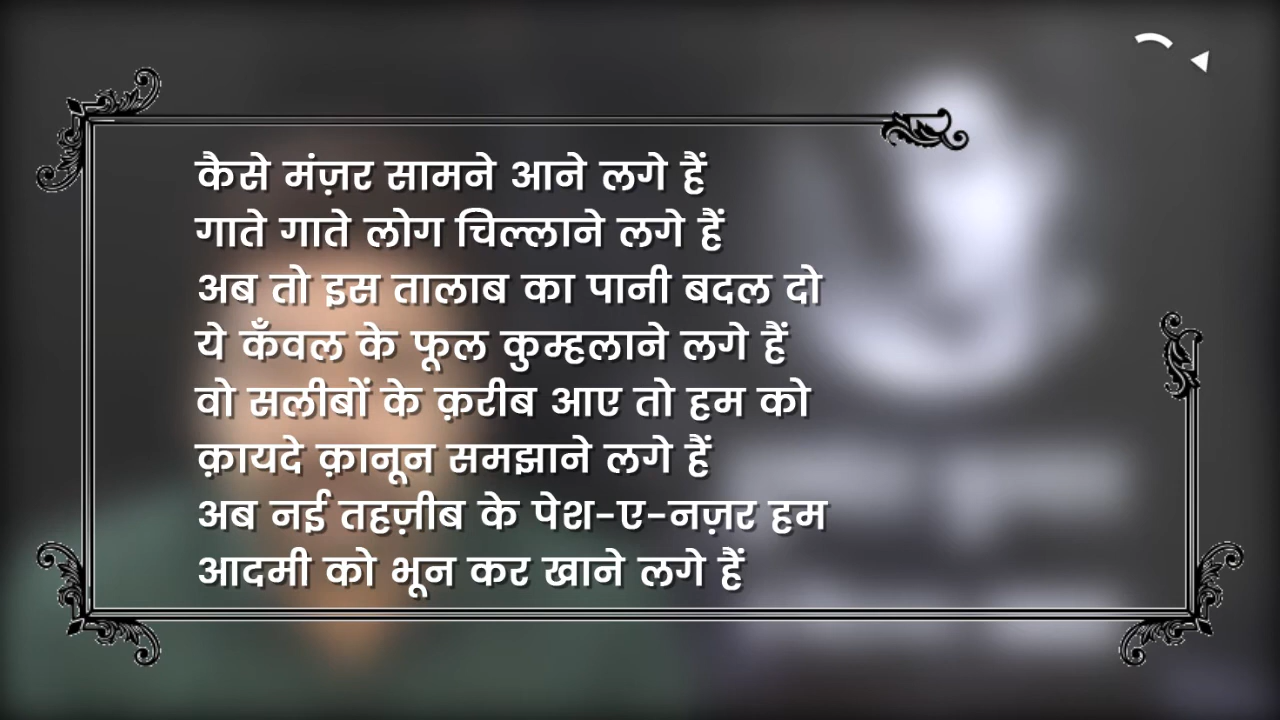 कैसे मंज़र सामने आने लगे हैं
गाते गाते लोग चिल्लाने लगे हैं
अब तो इस तालाब का पानी बदल दो
ये कँवल के फूल कुम्हलाने लगे हैं
वो सलीबों के क़रीब आए तो हम को
क़ायदे क़ानून समझाने लगे हैं
अब नई तहज़ीब के पेश-ए-नज़र हम
आदमी को भून कर खाने लगे हैं